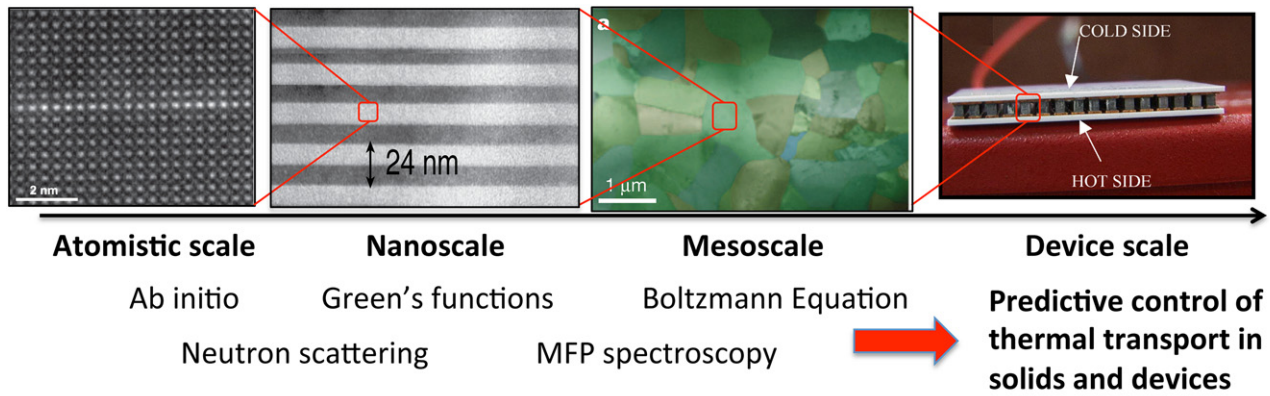 2 nm
24 nm
a
1 μm
COLD SIDE
HOT SIDE
Atomistic scale
Nanoscale
Mesoscale
Device scale
Ab initio
Green's functions
Boltzmann Equation
Neutron scattering
MFP spectroscopy
Predictive control of
thermal transport in
solids and devices